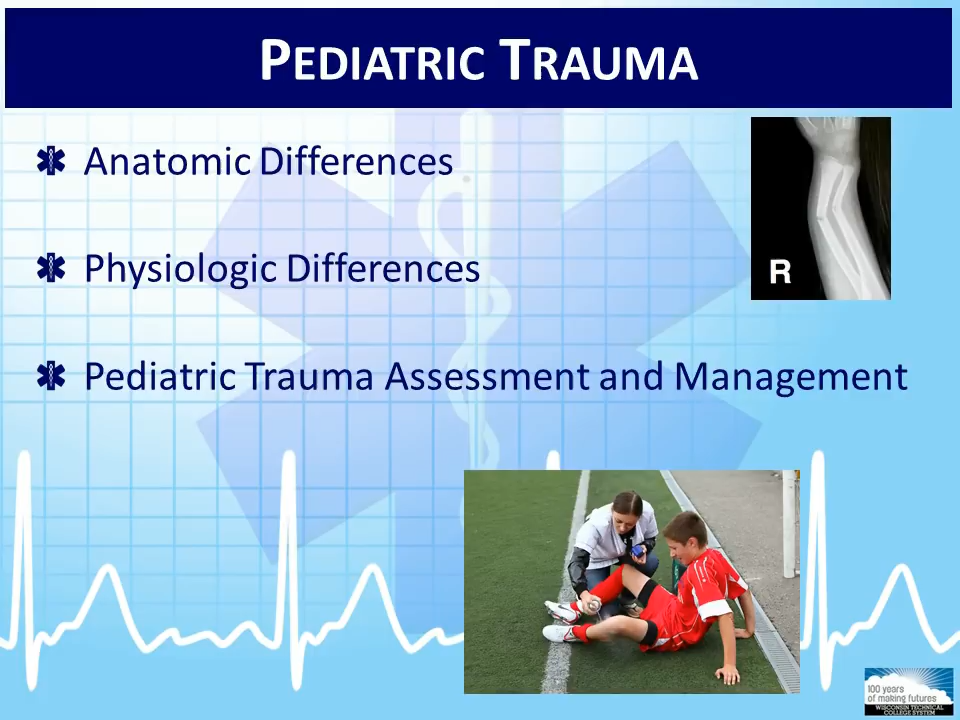 PEDIATRIC TRAUMA
Anatomic Differences
Physiologic Differences
Pediatric Trauma Assessment and Management
R
100 years
of making futures
WISCONSIN TECHNICAL
COLLEGE SYSTEM